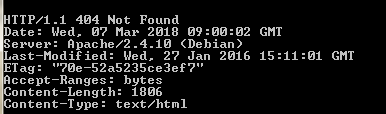 HTTP/1.1 404 Not Found
Date: Wed, 07 Mar 2018 09:00:02 GMT
Server: Apache/2.4.10 (Debian)
Last-Modified: Wed, 27 Jan 2016 15:11:01 GMT
ETag: "70e-52a5235ce3ef7"
Accept-Ranges: bytes
Content-Length: 1806
Content-Type: text/html